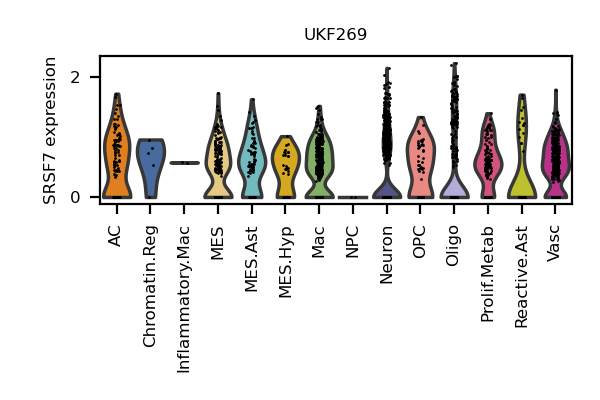 UKF269
SRSF7 expression
2
0
AC
Chromatin.Reg
Inflammatory.Mac
MES
MES.Ast
MES.Hyp
Mac
NPC
Neuron
OPC
Oligo
Prolif.Metab
Reactive.Ast
Vasc